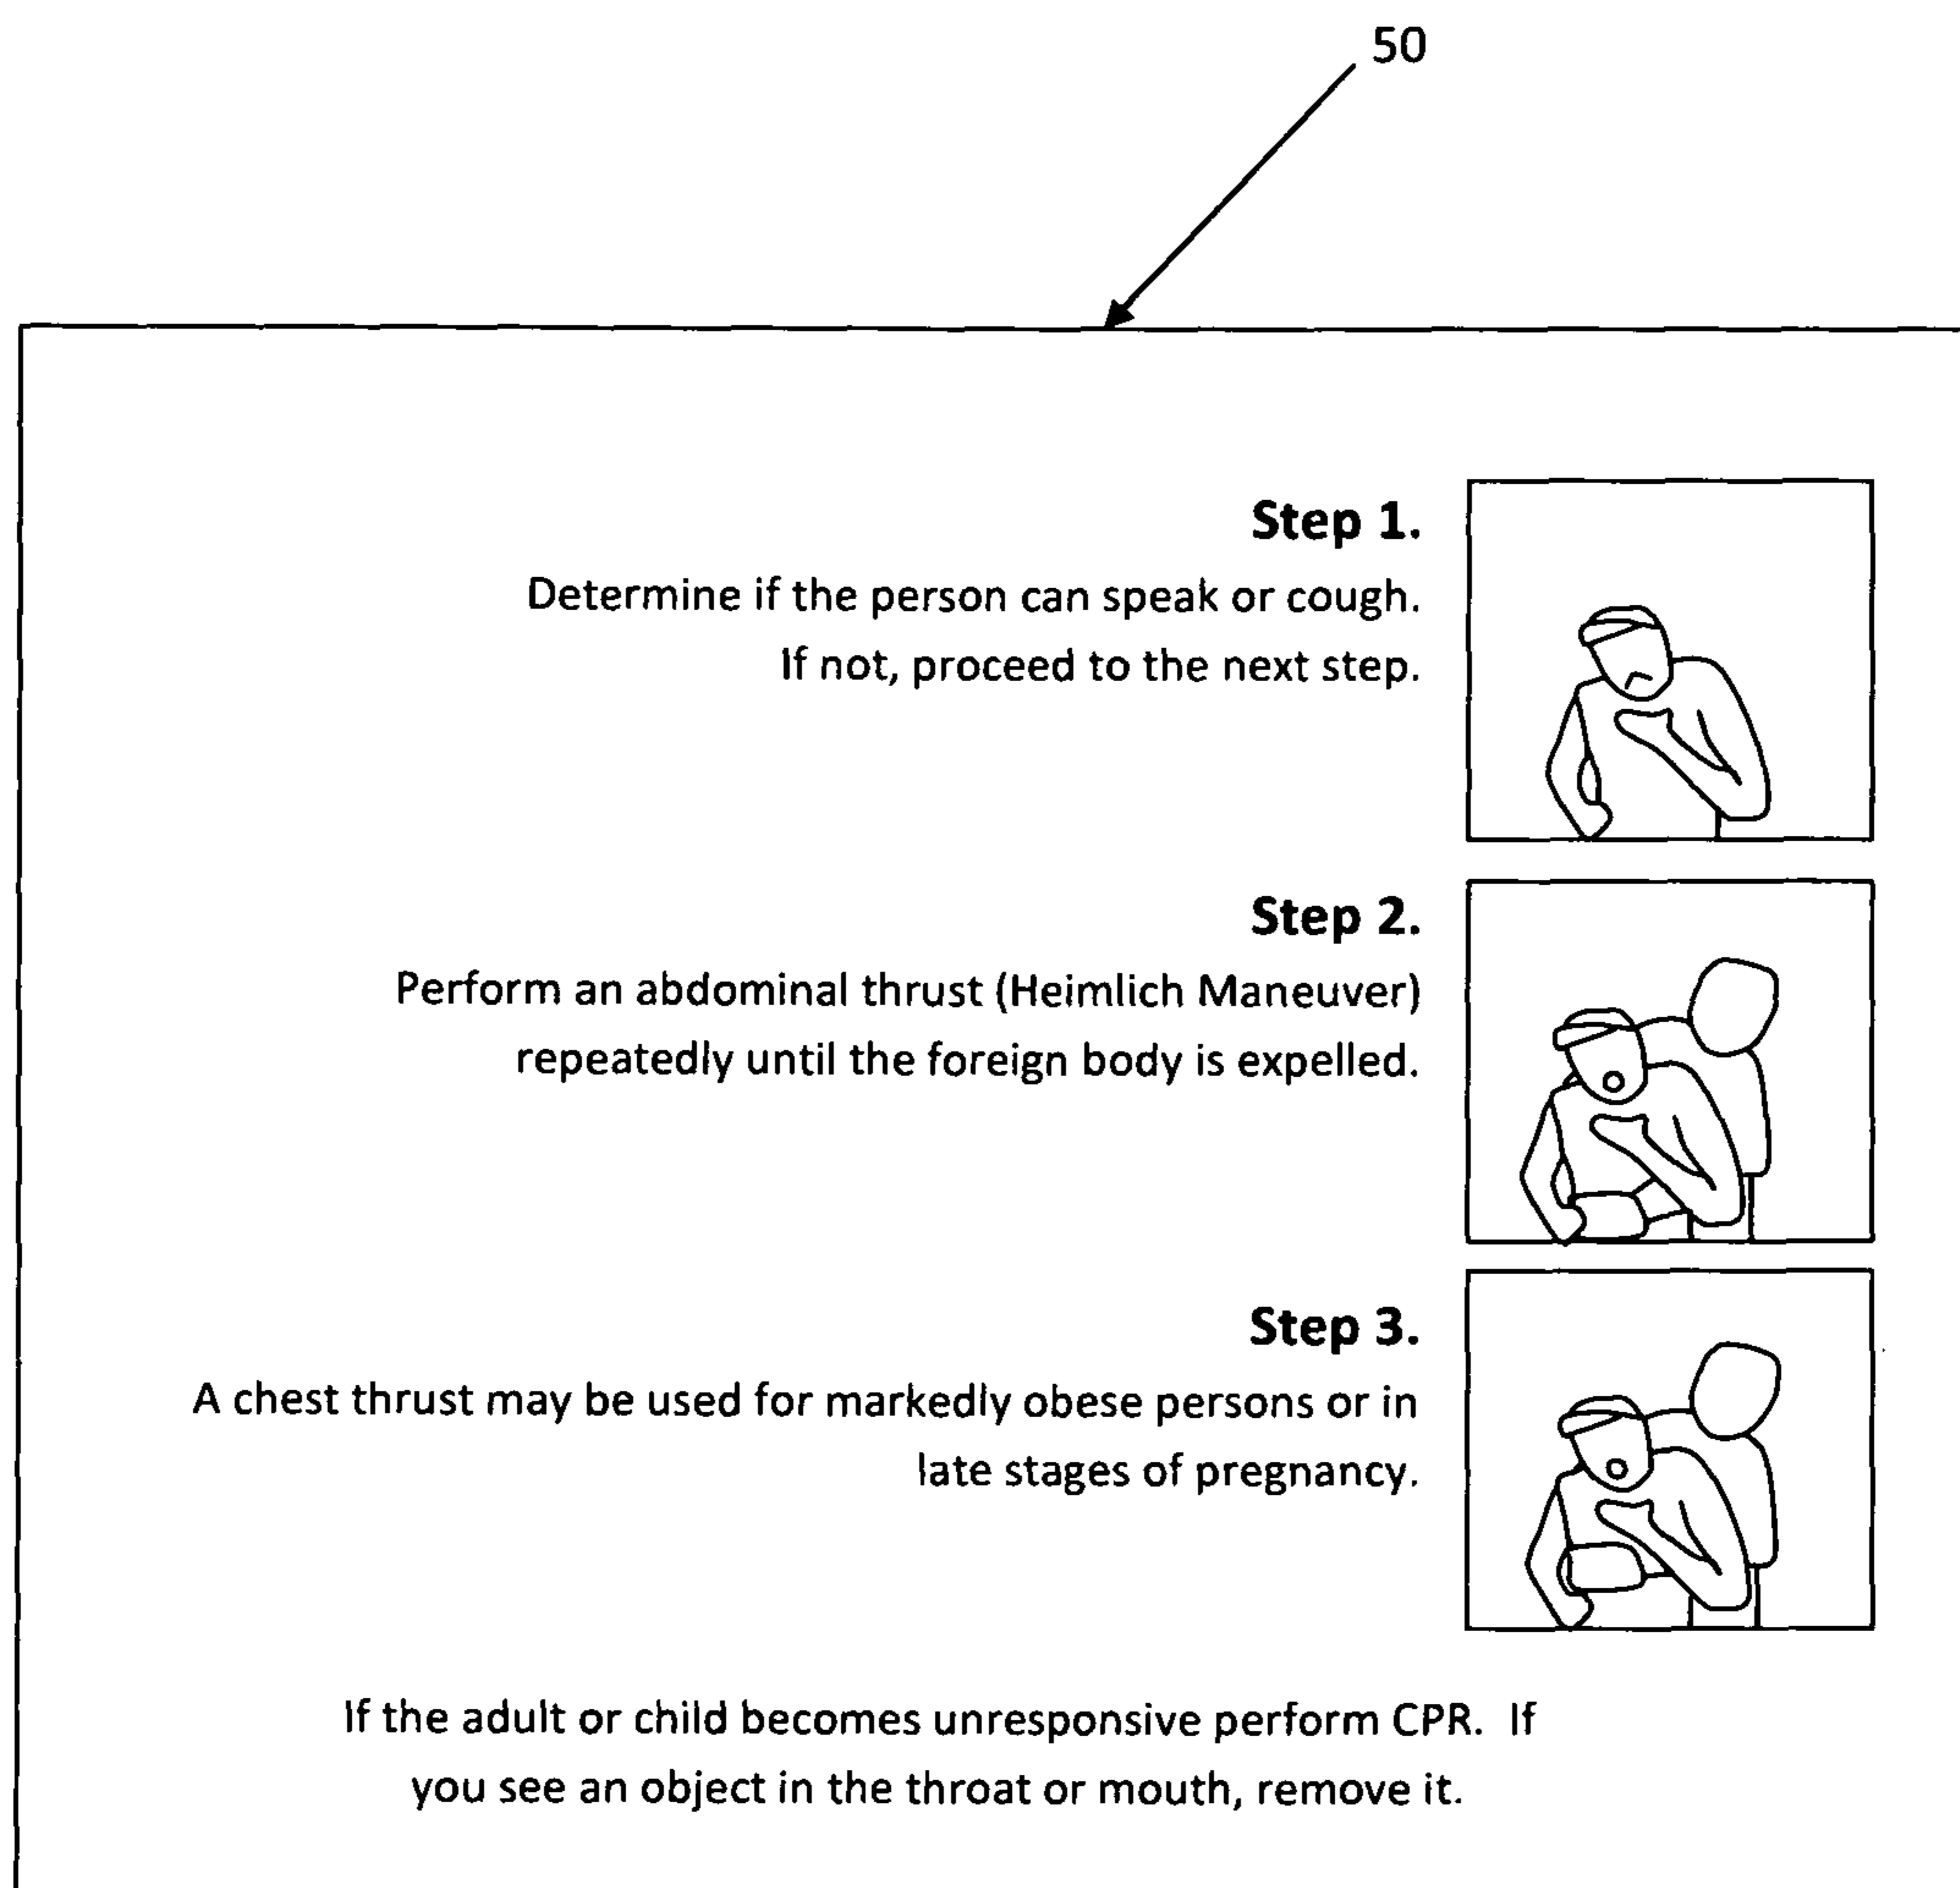 50
Step 1.
Determine if the person can speak or cough.
If not, proceed to the next step.
Step 2.
Perform an abdominal thrust (Heimlich Maneuver)
repeatedly until the foreign body is expelled.
Step 3.
A chest thrust may be used for markedly obese persons or in
late stages of pregnancy.
If the adult or child becomes unresponsive perform CPR.  If
you see an object in the throat or mouth, remove it.